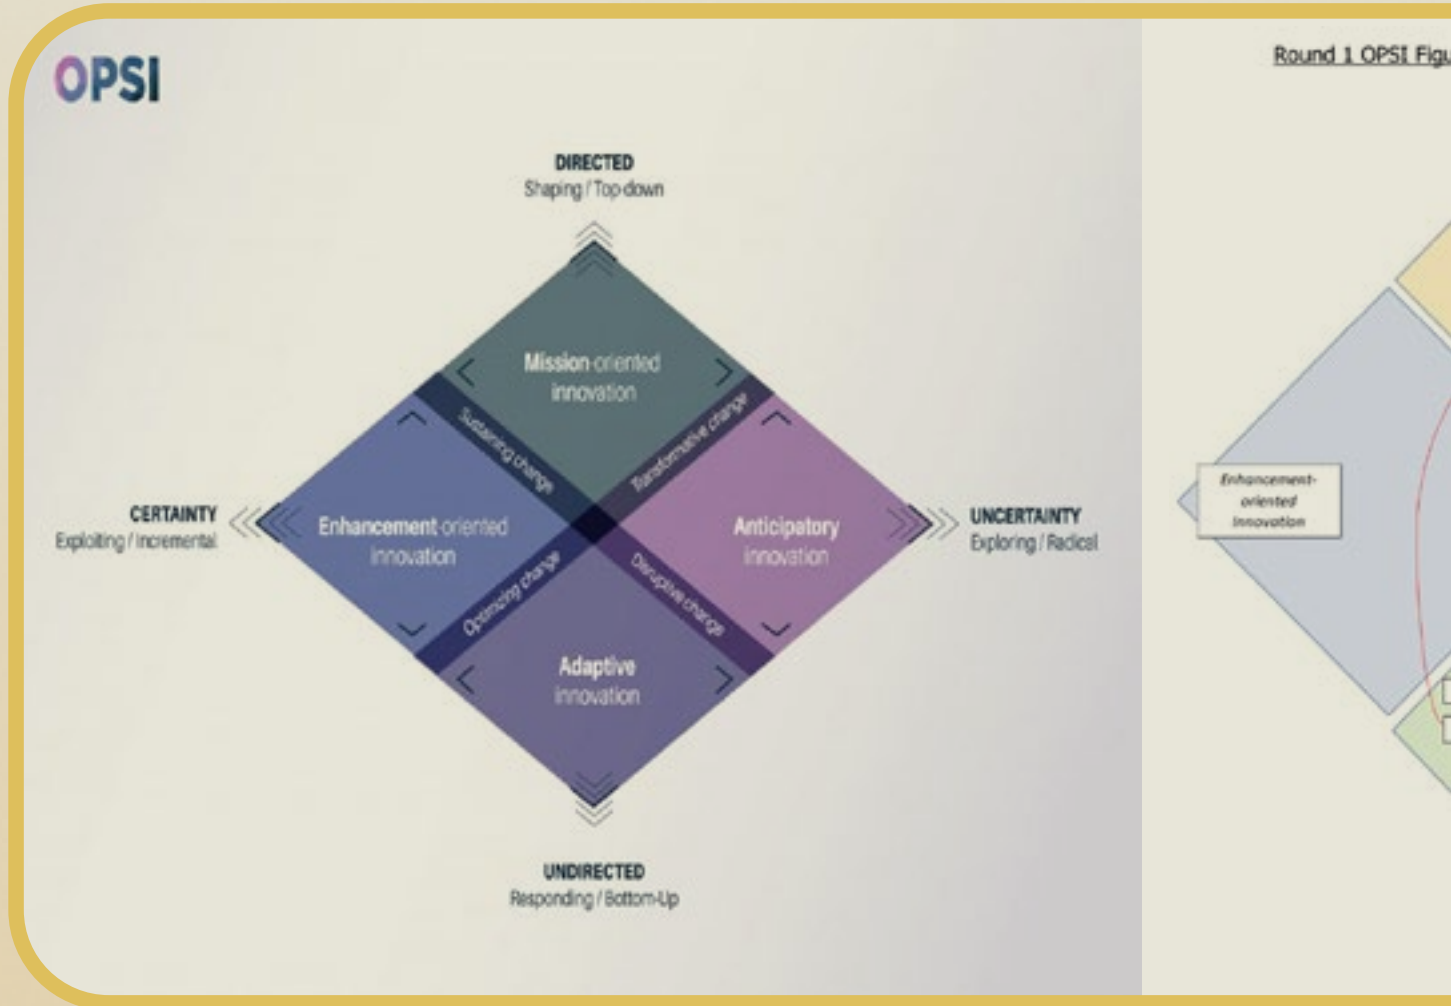 OPSI
DIRECTED
Shaping / Top-down
Mission-oriented
innovation
Sustaining change
Transformative change
CERTAINTY
Exploiting / Incremental
Enhancement-oriented
innovation
Anticipatory
innovation
UNCERTAINTY
Exploring / Radical
Optimizing change
Disruptive change
Adaptive
innovation
UNDIRECTED
Responding / Bottom-Up
Round 1 OPSI Figu
Enhancement-
oriented
Innovation